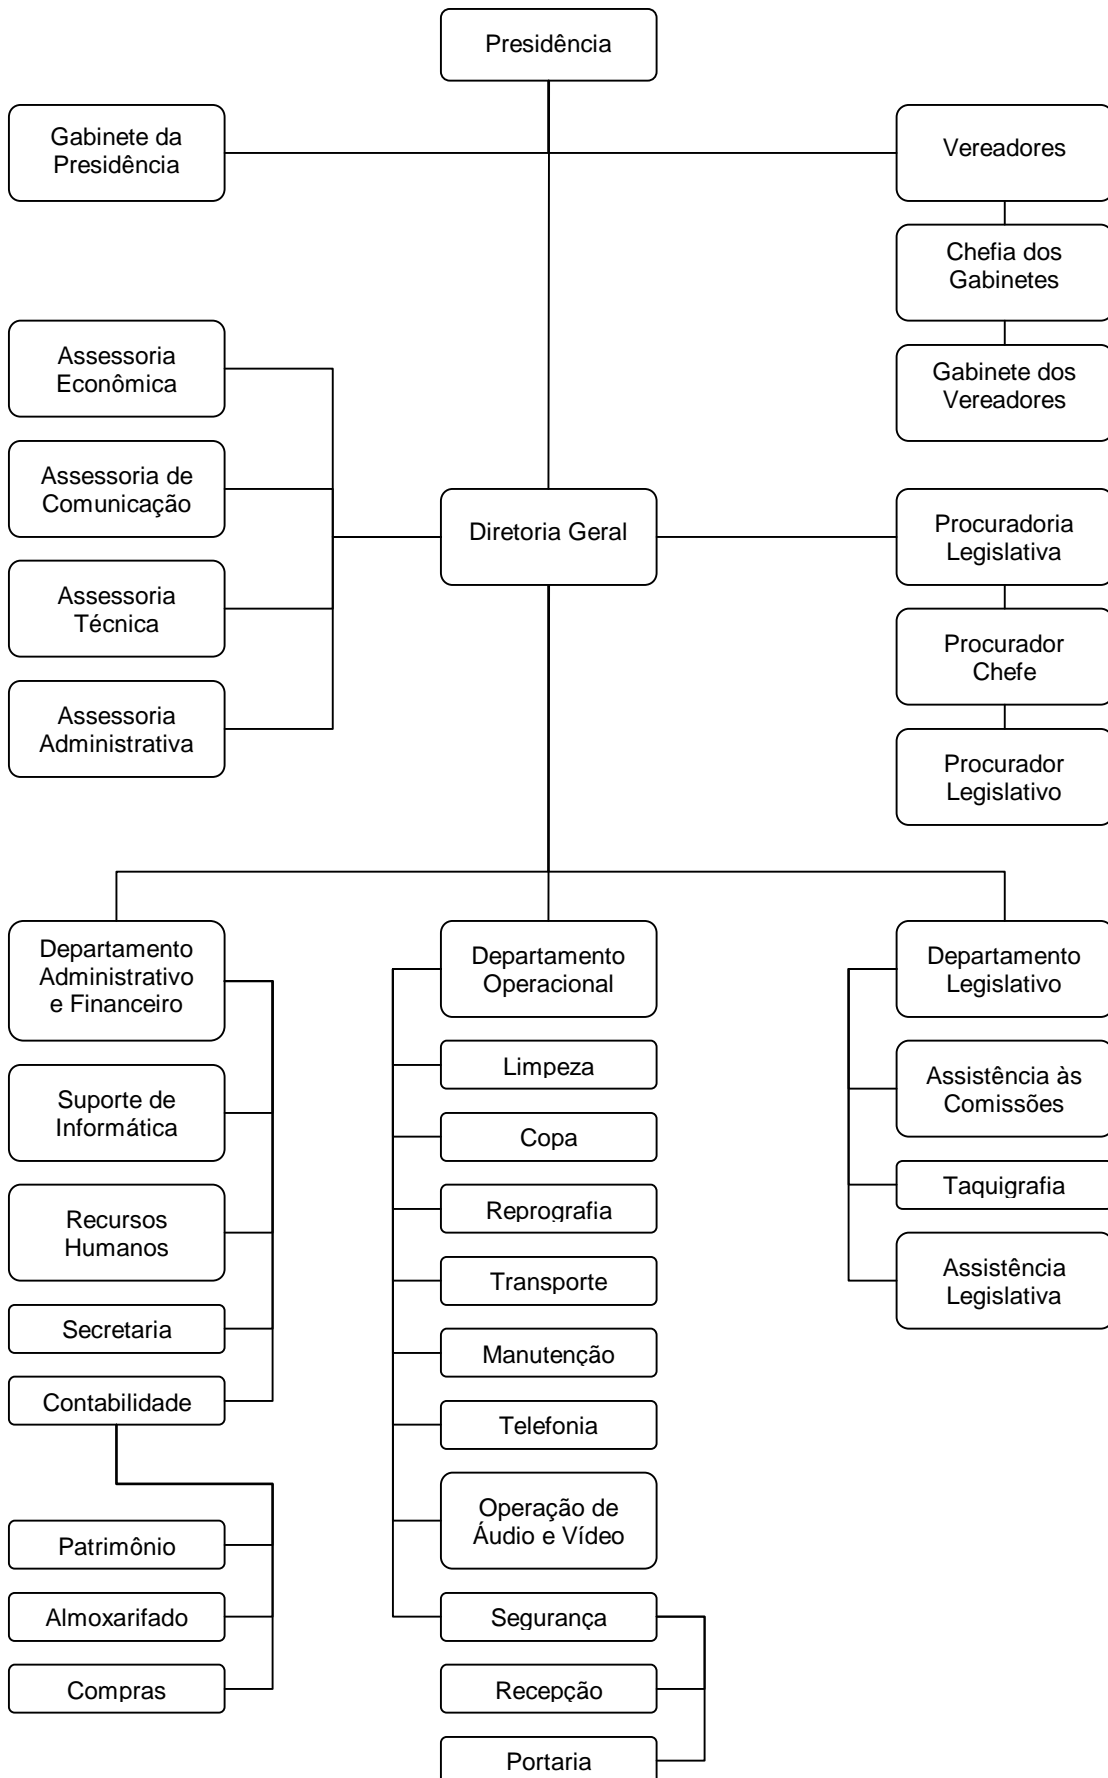 Presidência
Gabinete da
Presidência
Vereadores
Chefia dos
Gabinetes
Gabinete dos
Vereadores
Assessoria
Econômica
Assessoria de
Comunicação
Assessoria
Técnica
Assessoria
Administrativa
Diretoria Geral
Procuradoria
Legislativa
Procurador
Chefe
Procurador
Legislativo
Departamento
Administrativo
e Financeiro
Suporte de
Informática
Recursos
Humanos
Secretaria
Contabilidade
Patrimônio
Almoxarifado
Compras
Departamento
Operacional
Limpeza
Copa
Reprografia
Transporte
Manutenção
Telefonia
Operação de
Áudio e Vídeo
Segurança
Recepção
Portaria
Departamento
Legislativo
Assistência às
Comissões
Taquigrafia
Assistência
Legislativa